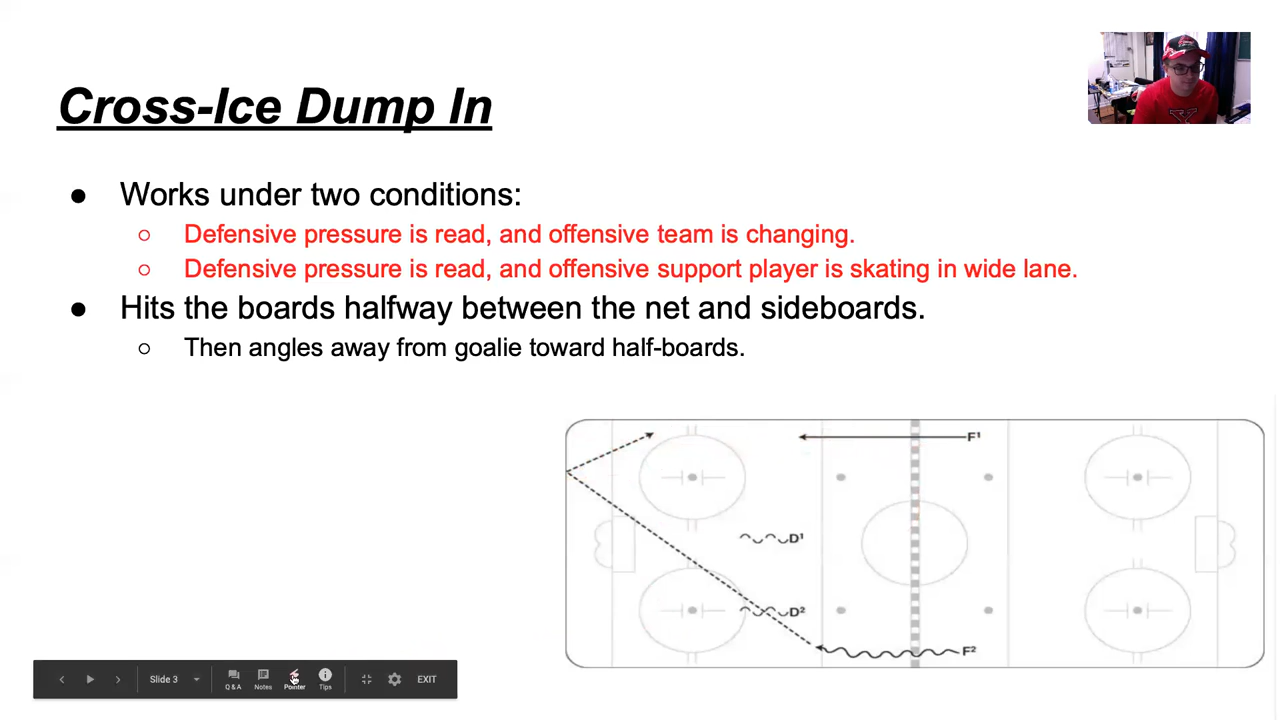 Cross-Ice Dump In
● Works under two conditions:
○ Defensive pressure is read, and offensive team is changing.
○ Defensive pressure is read, and offensive support player is skating in wide lane.
● Hits the boards halfway between the net and sideboards.
○ Then angles away from goalie toward half-boards.
F¹
D¹
D²
F²
Slide 3
Q & A
Notes
Pointer
Tips
EXIT